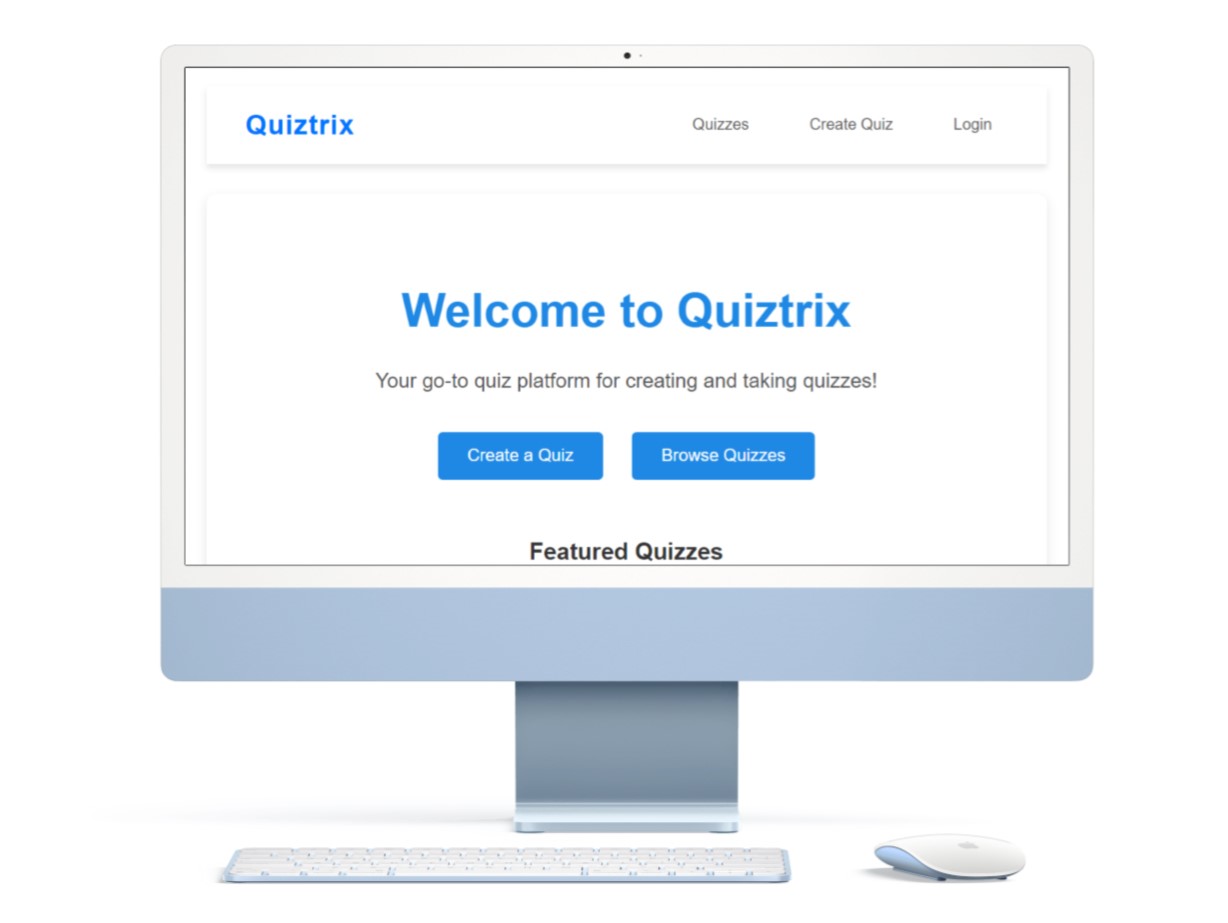 Quiztrix
Quizzes
Create Quiz
Login
Welcome to Quiztrix
Your go-to quiz platform for creating and taking quizzes!
Create a Quiz
Browse Quizzes
Featured Quizzes